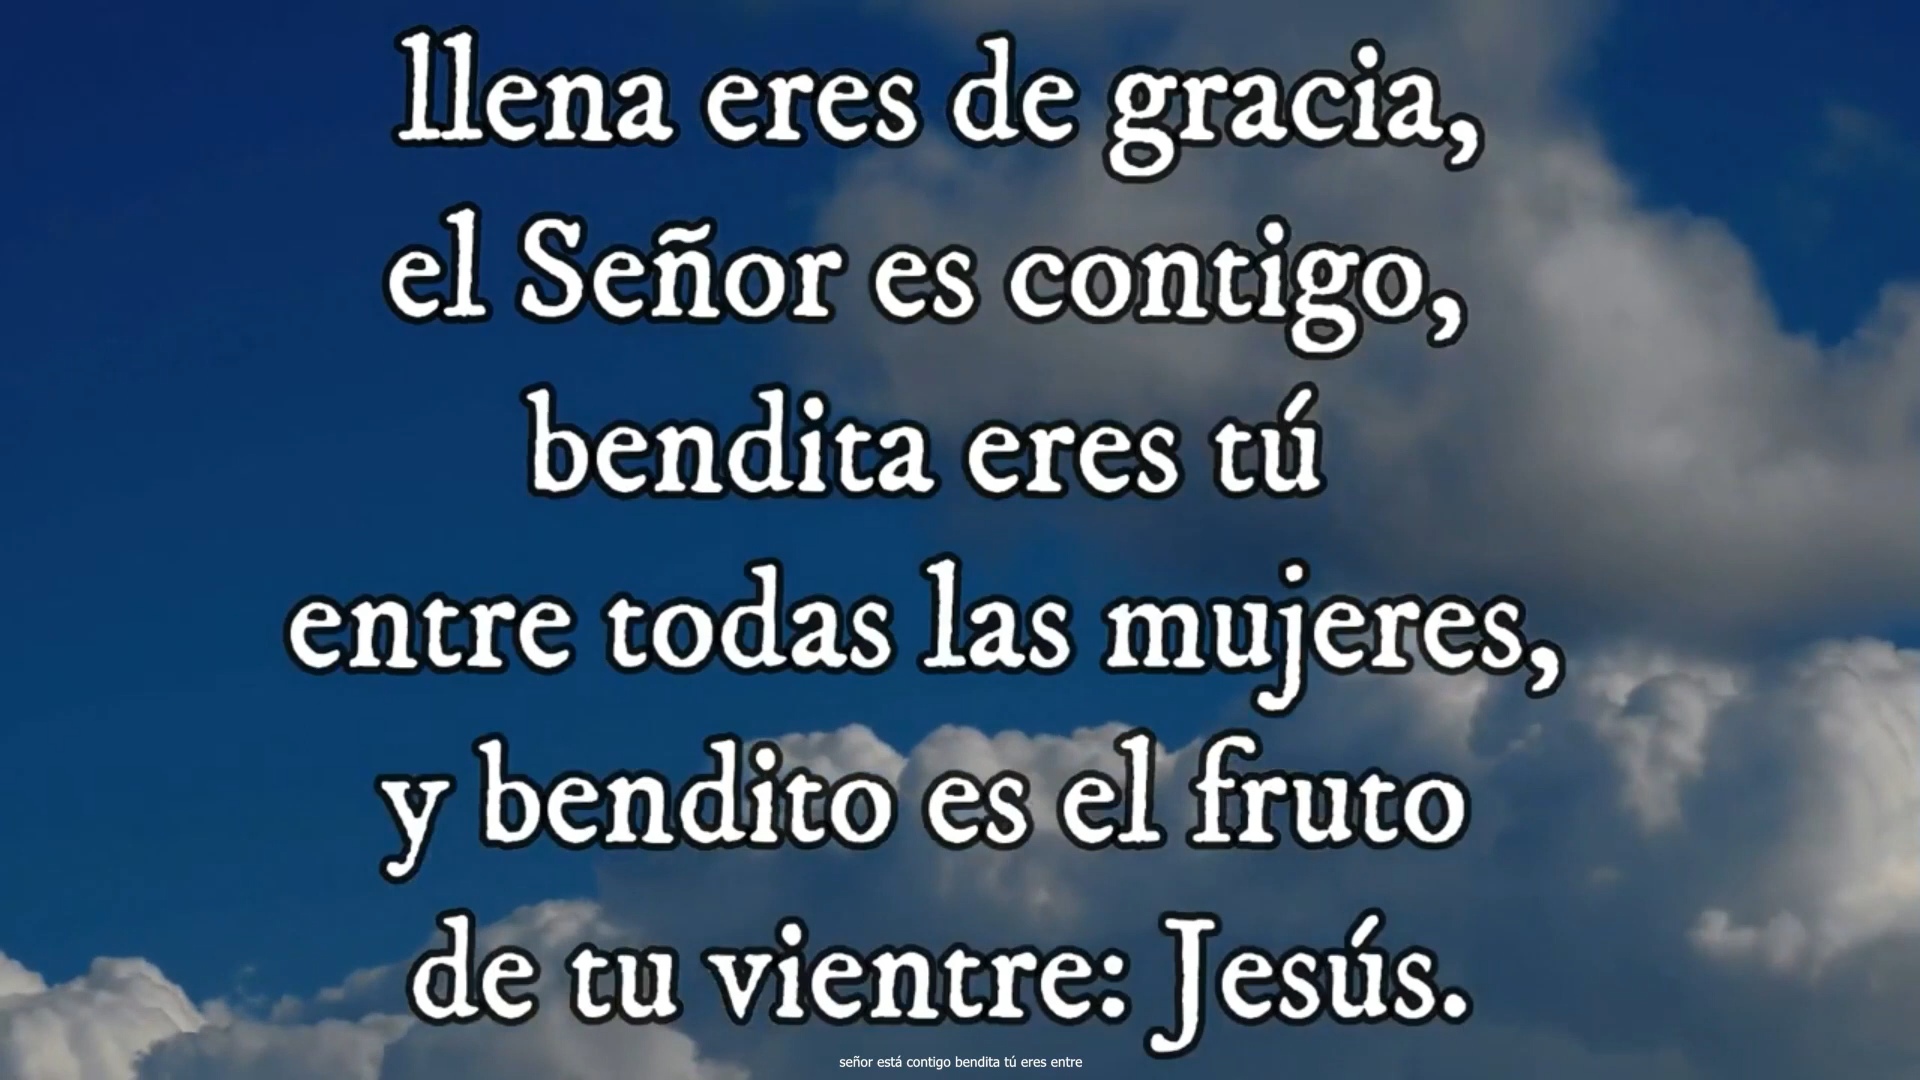 llena eres de gracia,
el Señor es contigo,
bendita eres tú
entre todas las mujeres,
y bendito es el fruto
de tu vientre: Jesús.
señor está contigo bendita tú eres entre